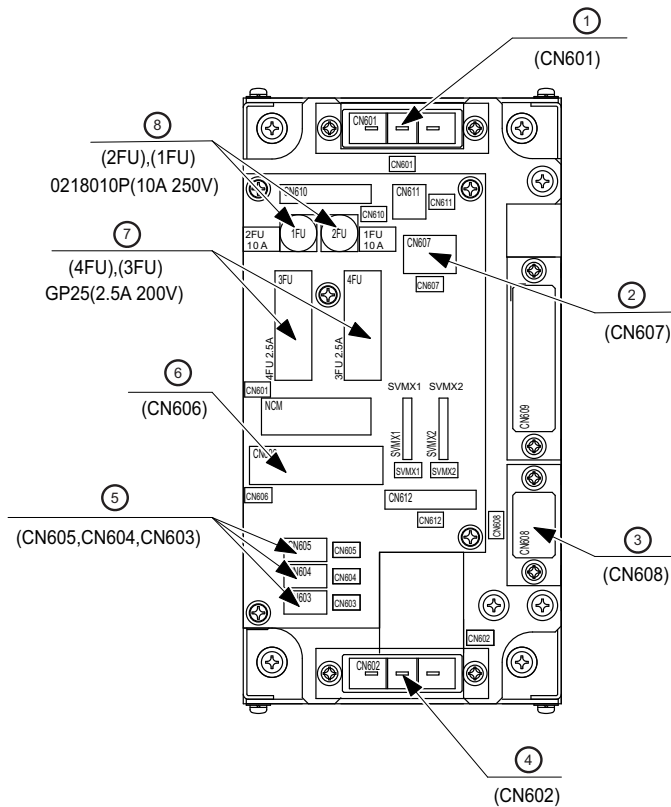 1
(CN601)
CN601
8
(2FU),(1FU)
0218010P(10A 250V)
CN601
CN610
CN611
CN611
CN610
2FU
10 A
1FU
2FU
1FU
10 A
CN607
7
(4FU),(3FU)
GP25(2.5A 200V)
3FU
4FU
CN607
2
(CN607)
4FU 2.5A
3FU 2.5A
6
(CN606)
CN601
NCM
SVMX1
SVMX2
SVMX1
SVMX2
CN609
SVMX1
SVMX2
CN606
CN612
5
(CN605,CN604,CN603)
CN612
CN608
CN608
3
(CN608)
CN605
CN605
CN604
CN604
CN603
CN603
CN602
CN602
4
(CN602)